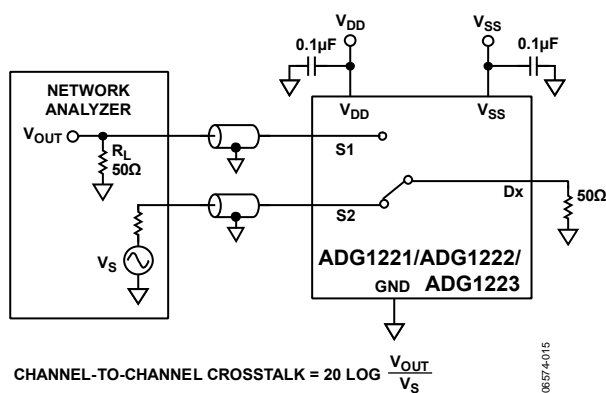 VDD
VSS
0.1µF
0.1µF
NETWORK
ANALYZER
VDD
VSS
VOUT
RL
50Ω
S1
S2
Dx
50Ω
VS
ADG1221/ADG1222/
ADG1223
GND
CHANNEL-TO-CHANNEL CROSSTALK = 20 LOG VOUT/VS
06574-015